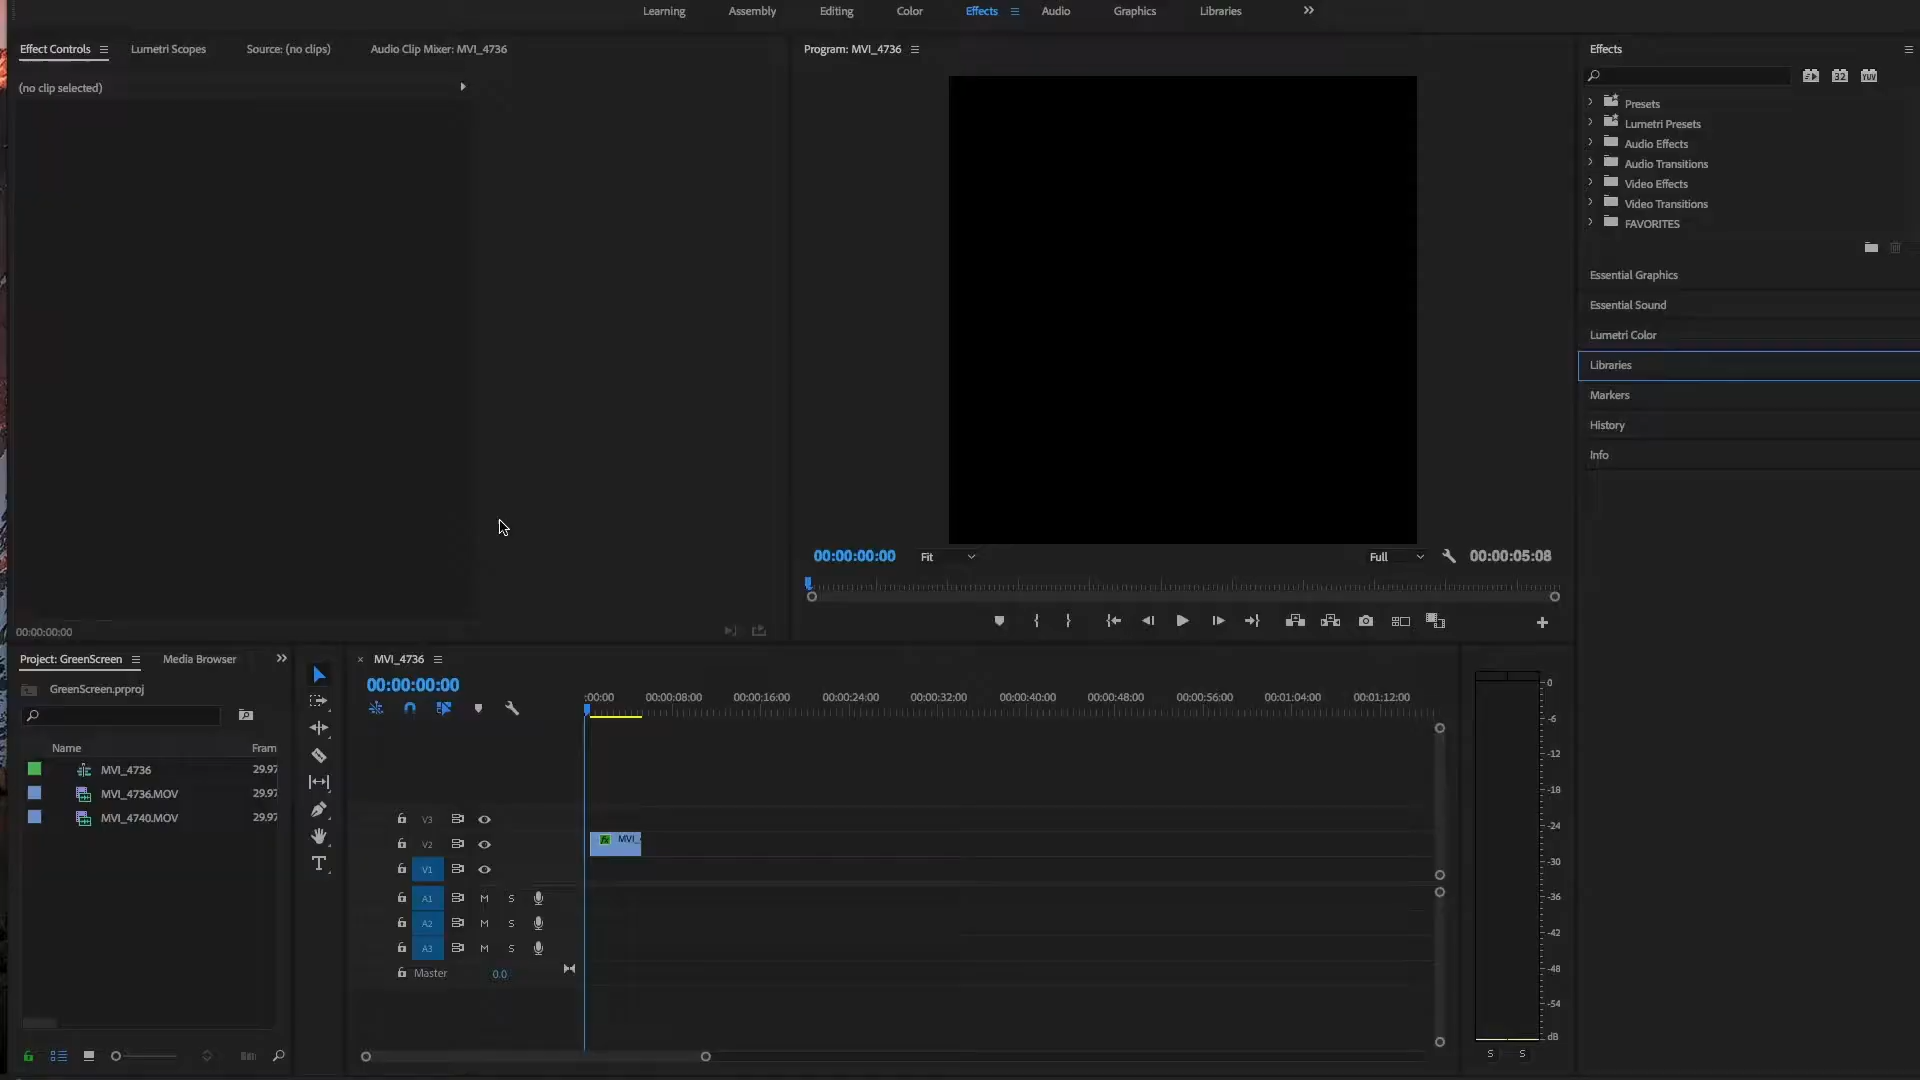 Learning Assembly Editing Color Effects Audio Graphics Libraries
Effect Controls Lumetri Scopes Source: (no clips) Audio Clip Mixer: MVI_4736
(no clip selected)
00:00:00:00
Program: MVI_4736
00:00:00:00 Fit Full 00:00:05:08
Effects
32 YUV
Presets
Lumetri Presets
Audio Effects
Audio Transitions
Video Effects
Video Transitions
FAVORITES
Essential Graphics
Essential Sound
Lumetri Color
Libraries
Markers
History
Info
Project: GreenScreen Media Browser
GreenScreen.prproj
Name Fram
MVI_4736 29.97
MVI_4736.MOV 29.97
MVI_4740.MOV 29.97
MVI_4736
00:00:00:00
:00:00 00:00:08:00 00:00:16:00 00:00:24:00 00:00:32:00 00:00:40:00 00:00:48:00 00:00:56:00 00:01:04:00 00:01:12:00
V3
V2
fx MVI_
V1
A1 M S
A2 M S
A3 M S
Master 0.0
0
-6
-12
-18
-24
-30
-36
-42
-48
-54
dB
S S